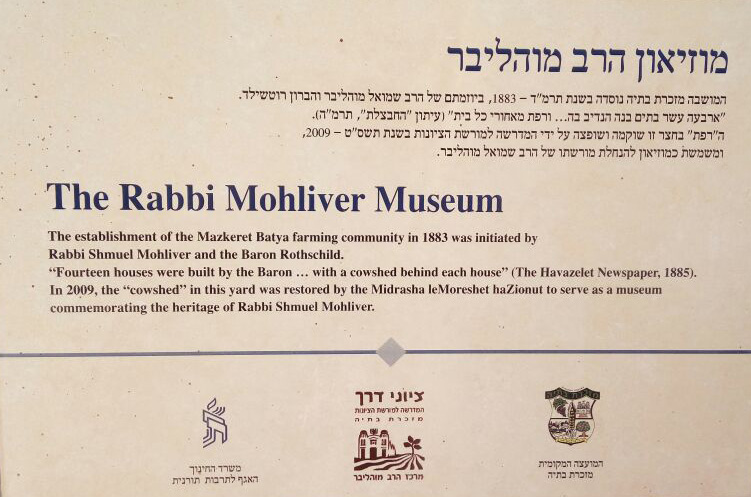 מוזיאון הרב מוהליבר
המושבה מזכרת בתיה נוסדה בשנת תרמ"ד – 1883, ביוזמתם של הרב שמואל מוהליבר והברון רוטשילד.
"ארבעה עשר בתים בנה הנדיב בה... ורפת מאחורי כל בית" (עיתון "החבצלת", תרמ"ה).
ה"רפת" בחצר זו שוקמה ושופצה על ידי המדרשה למורשת הציונות בשנת תשס"ט – 2009,
ומשמשת כמוזיאון להנחלת מורשתו של הרב שמואל מוהליבר.
The Rabbi Mohliver Museum
The establishment of the Mazkeret Batya farming community in 1883 was initiated by
Rabbi Shmuel Mohliver and the Baron Rothschild.
“Fourteen houses were built by the Baron ... with a cowshed behind each house” (The Havazelet Newspaper, 1885).
In 2009, the “cowshed” in this yard was restored by the Midrasha leMoreshet haZionut to serve as a museum
commemorating the heritage of Rabbi Shmuel Mohliver.
משרד החינוך
האגף לתרבות תורנית
ציוני דרך
המדרשה למורשת הציונות
מזכרת בתיה
מרכז הרב מוהליבר
המועצה המקומית
מזכרת בתיה